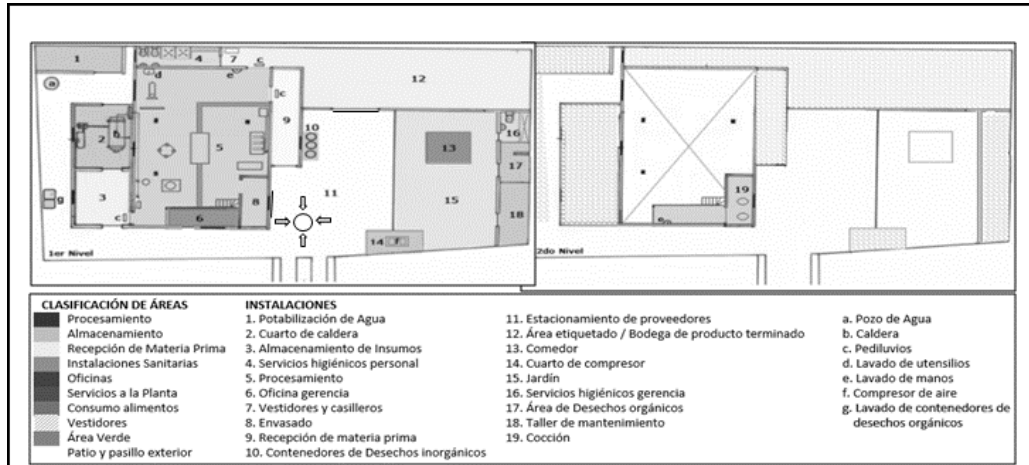 1
4
7
c
a
d
e
12
c
2
b
5
9
10
13
16
17
3
g
c
8
11
15
18
6
14
f
1er Nivel
19
e
2do Nivel
CLASIFICACIÓN DE ÁREAS
Procesamiento
Almacenamiento
Recepción de Materia Prima
Instalaciones Sanitarias
Oficinas
Servicios a la Planta
Consumo alimentos
Vestidores
Área Verde
Patio y pasillo exterior
INSTALACIONES
1. Potabilización de Agua
2. Cuarto de caldera
3. Almacenamiento de Insumos
4. Servicios higiénicos personal
5. Procesamiento
6. Oficina gerencia
7. Vestidores y casilleros
8. Envasado
9. Recepción de materia prima
10. Contenedores de Desechos inorgánicos
11. Estacionamiento de proveedores
12. Área etiquetado / Bodega de producto terminado
13. Comedor
14. Cuarto de compresor
15. Jardín
16. Servicios higiénicos gerencia
17. Área de Desechos orgánicos
18. Taller de mantenimiento
19. Cocción
a. Pozo de Agua
b. Caldera
c. Pediluvios
d. Lavado de utensilios
e. Lavado de manos
f. Compresor de aire
g. Lavado de contenedores de
desechos orgánicos